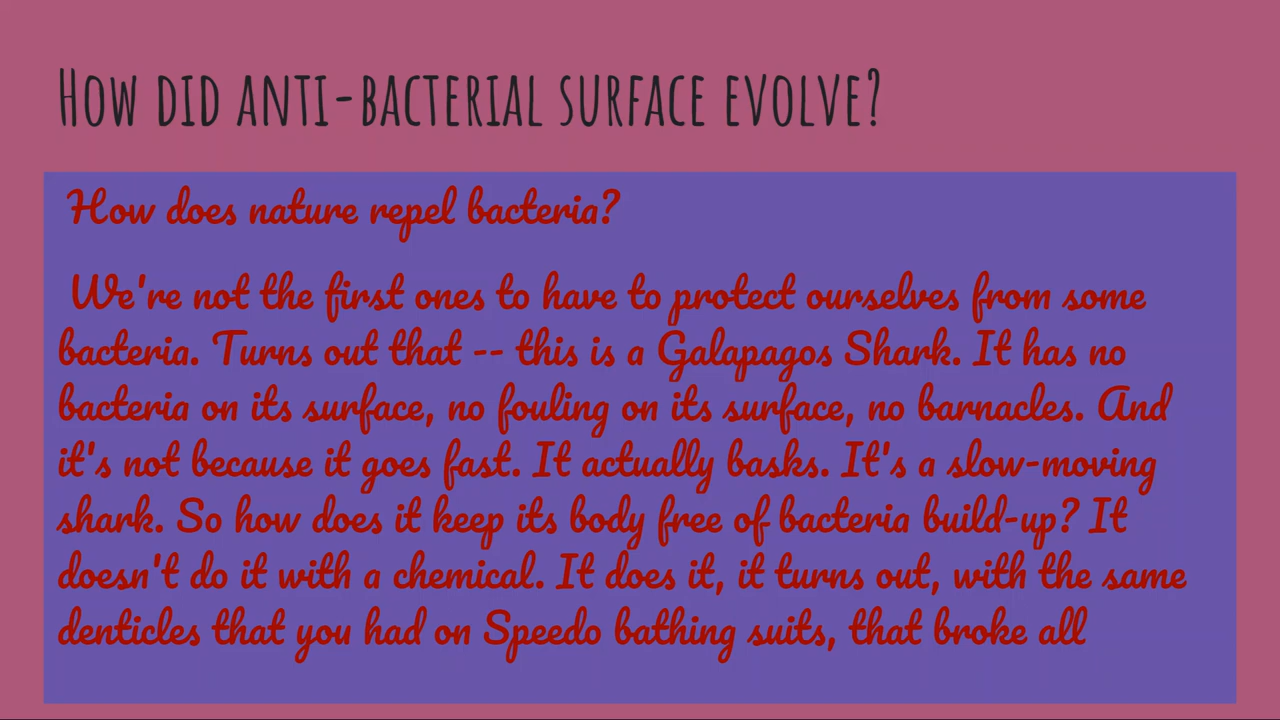 How did anti-bacterial surface evolve?
How does nature repel bacteria?
We're not the first ones to have to protect ourselves from some
bacteria. Turns out that -- this is a Galapagos Shark. It has no
bacteria on its surface, no fouling on its surface, no barnacles. And
it's not because it goes fast. It actually basks. It's a slow-moving
shark. So how does it keep its body free of bacteria build-up? It
doesn't do it with a chemical. It does it, it turns out, with the same
denticles that you had on Speedo bathing suits, that broke all